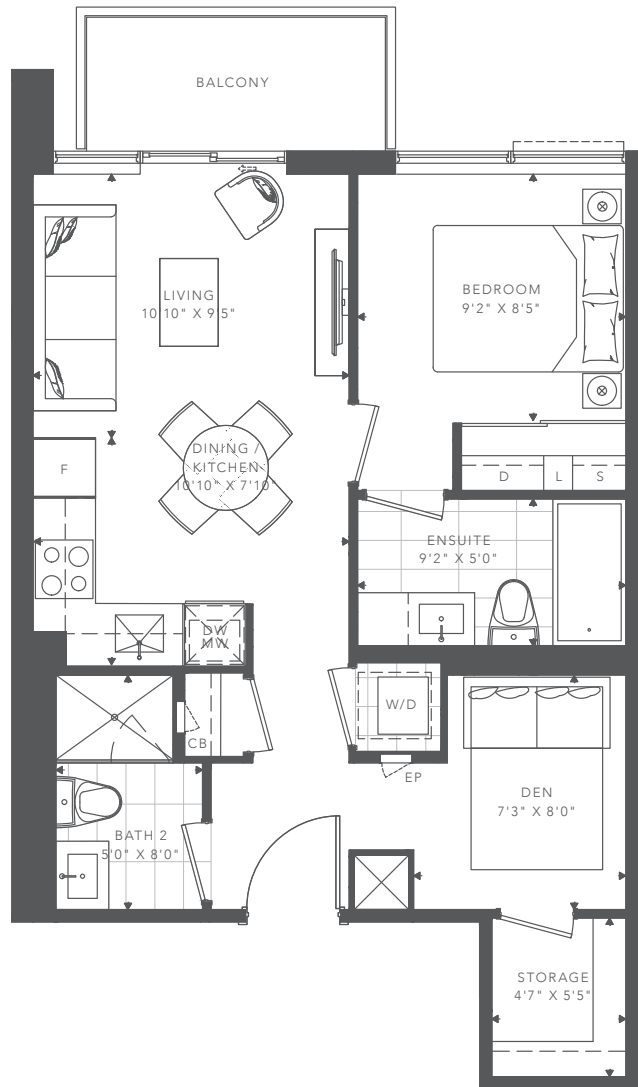 BALCONY
LIVING
10'10" X 9'5"
BEDROOM
9'2" X 8'5"
F
DINING /
KITCHEN
10'10" X 7'10"
D
L
S
ENSUITE
9'2" X 5'0"
DW
MW
W/D
CB
EP
DEN
7'3" X 8'0"
BATH 2
5'0" X 8'0"
STORAGE
4'7" X 5'5"